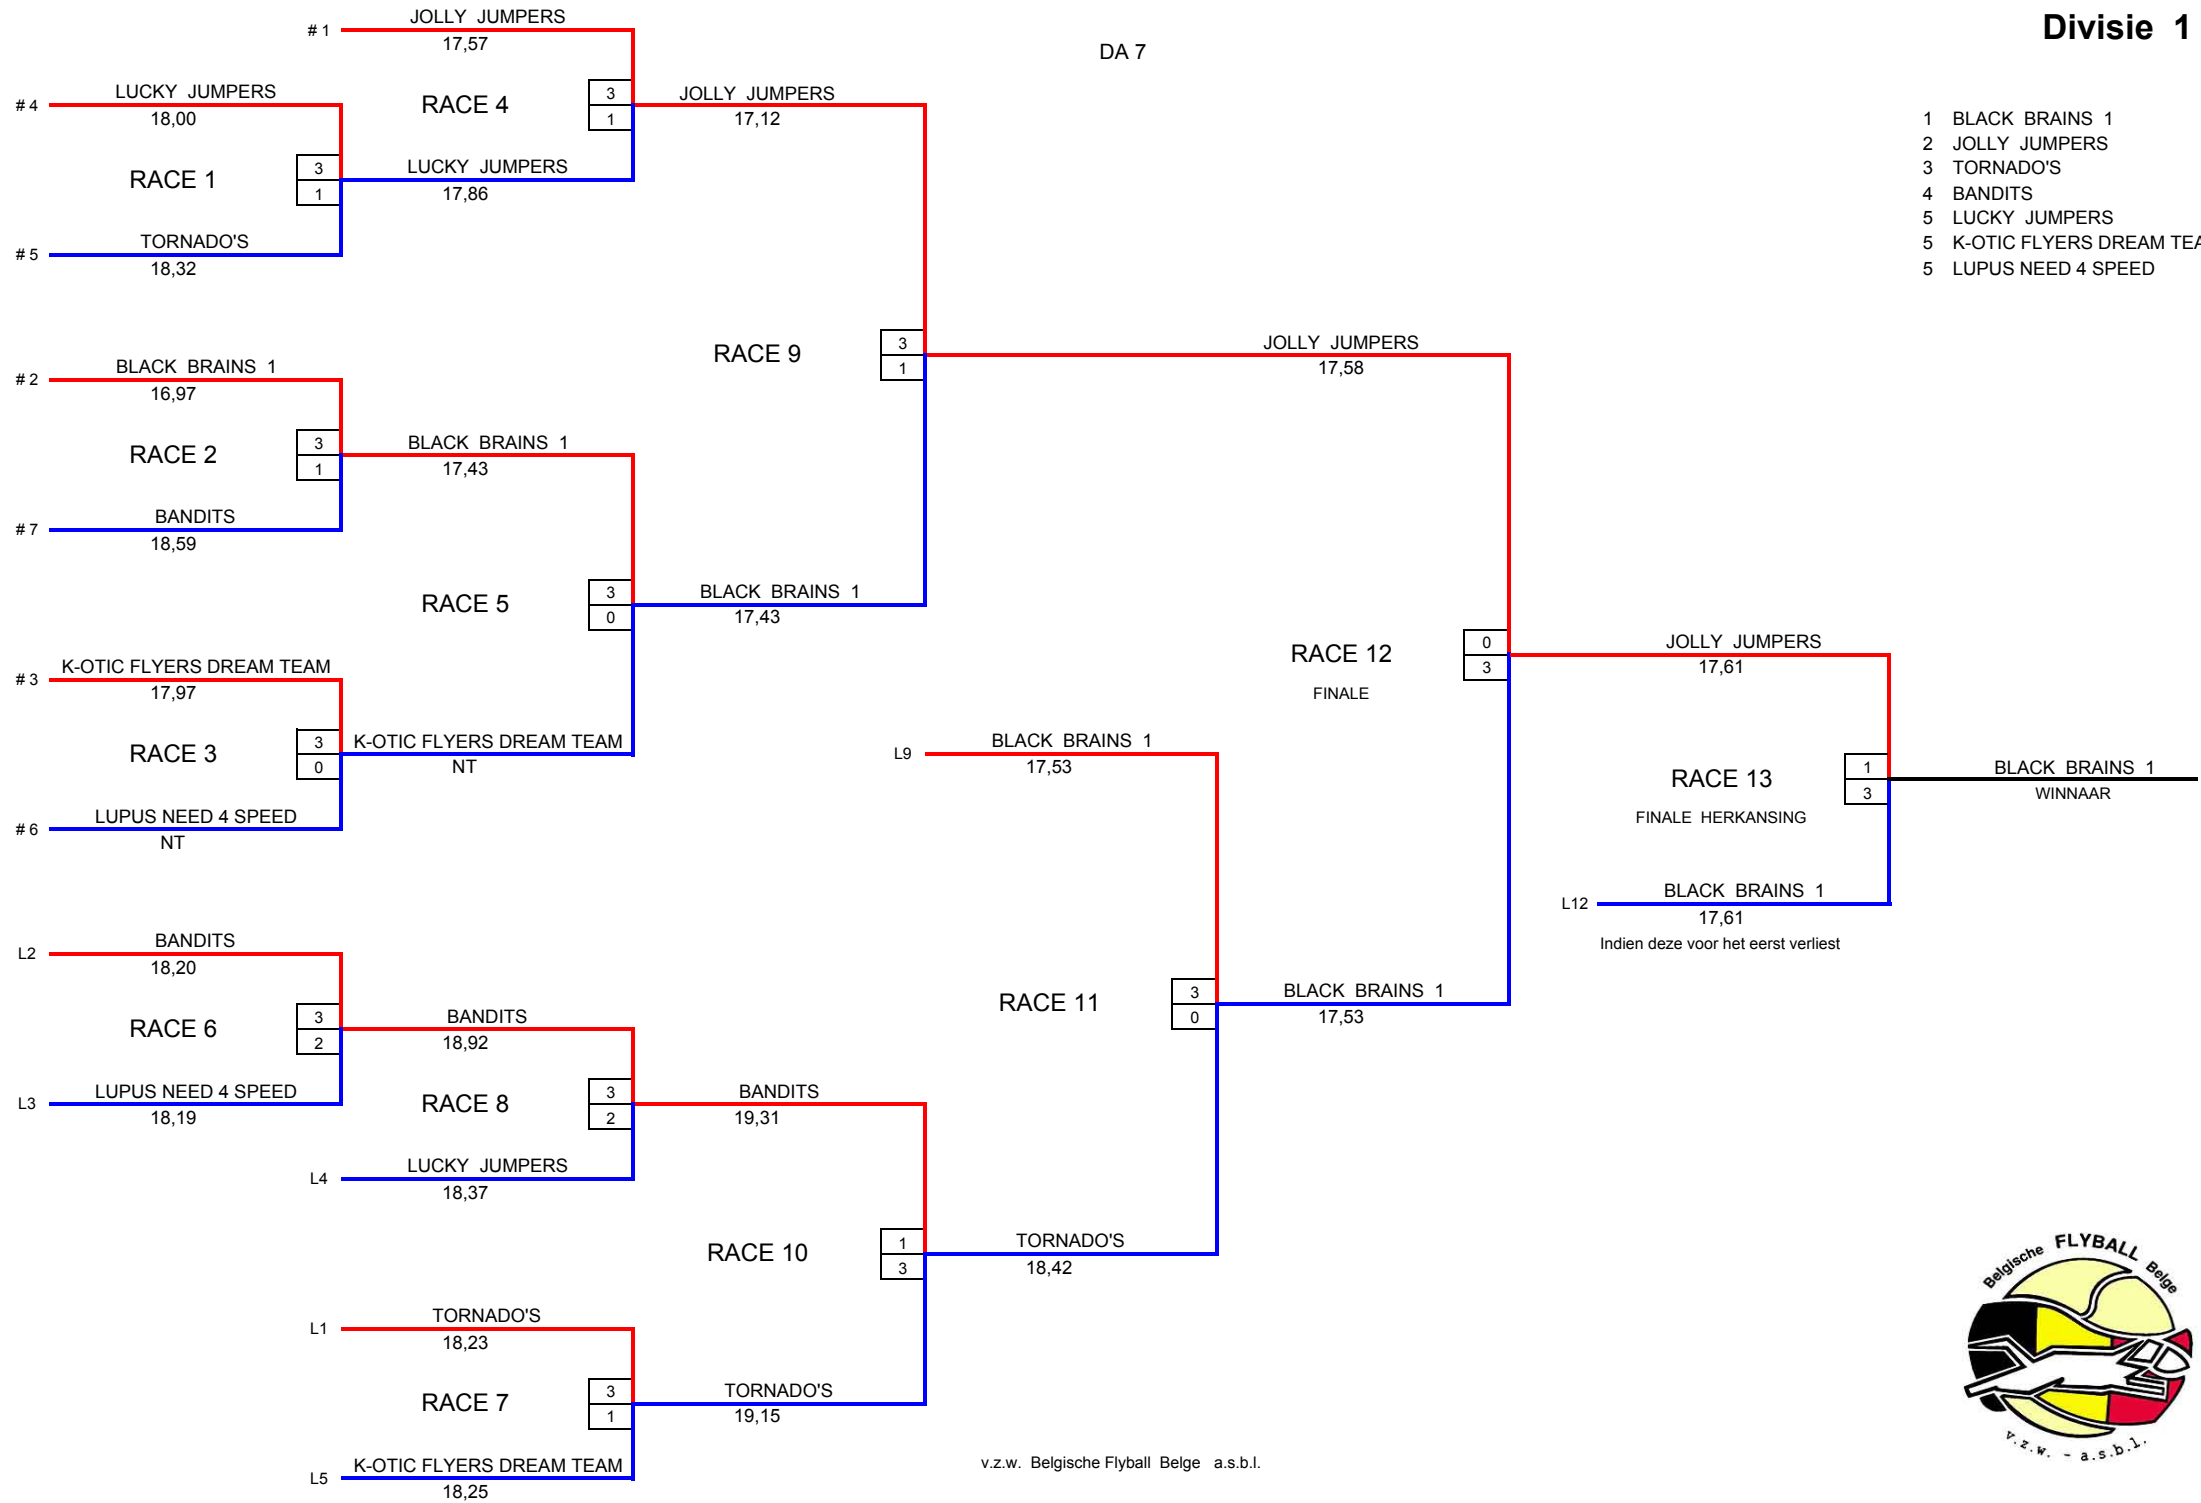 Divisie 1
DA 7
1 BLACK BRAINS 1
2 JOLLY JUMPERS
3 TORNADO'S
4 BANDITS
5 LUCKY JUMPERS
5 K-OTIC FLYERS DREAM TEA
5 LUPUS NEED 4 SPEED
# 1 JOLLY JUMPERS
17,57
# 4 LUCKY JUMPERS
18,00
RACE 4
3
1
JOLLY JUMPERS
17,12
RACE 1
3
1
LUCKY JUMPERS
17,86
# 5 TORNADO'S
18,32
RACE 9
3
1
JOLLY JUMPERS
17,58
# 2 BLACK BRAINS 1
16,97
RACE 2
3
1
BLACK BRAINS 1
17,43
# 7 BANDITS
18,59
RACE 5
3
0
BLACK BRAINS 1
17,43
# 3 K-OTIC FLYERS DREAM TEAM
17,97
RACE 3
3
0
K-OTIC FLYERS DREAM TEAM
NT
# 6 LUPUS NEED 4 SPEED
NT
RACE 12
FINALE
0
3
JOLLY JUMPERS
17,61
L9 BLACK BRAINS 1
17,53
RACE 13
FINALE HERKANSING
1
3
BLACK BRAINS 1
WINNAAR
L12 BLACK BRAINS 1
17,61
Indien deze voor het eerst verliest
L2 BANDITS
18,20
RACE 6
3
2
BANDITS
18,92
L3 LUPUS NEED 4 SPEED
18,19
RACE 11
3
0
BLACK BRAINS 1
17,53
RACE 8
3
2
BANDITS
19,31
L4 LUCKY JUMPERS
18,37
RACE 10
1
3
TORNADO'S
18,42
L1 TORNADO'S
18,23
RACE 7
3
1
TORNADO'S
19,15
L5 K-OTIC FLYERS DREAM TEAM
18,25
v.z.w. Belgische Flyball Belge a.s.b.l.
Belgische FLYBALL Belge
v.z.w. - a.s.b.l.